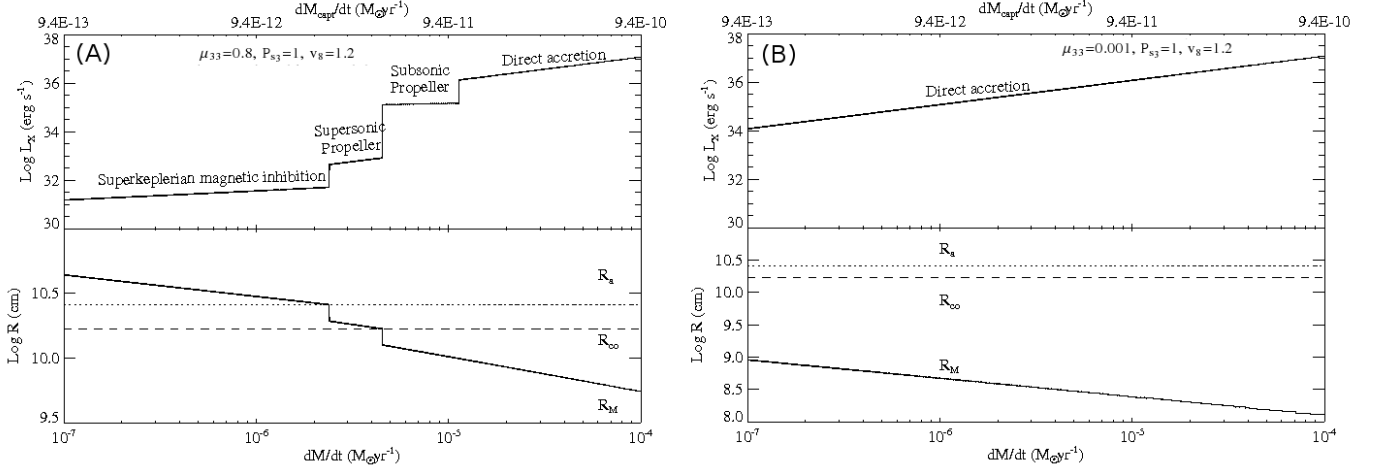 dM_capt/dt (M_⊙yr⁻¹)
9.4E-13 9.4E-12 9.4E-11 9.4E-10
(A)
μ₃₃=0.8, P_s3=1, v₈=1.2
Direct accretion
Subsonic
Propeller
Supersonic
Propeller
Superkeplerian magnetic inhibition
Log L_X (erg s⁻¹)
38
36
34
32
30
R_a
R_co
R_M
Log R (cm)
10.5
10.0
9.5
10⁻⁷ 10⁻⁶ 10⁻⁵ 10⁻⁴
dM/dt (M_⊙yr⁻¹)
dM_capt/dt (M_⊙yr⁻¹)
9.4E-13 9.4E-12 9.4E-11 9.4E-10
(B)
μ₃₃=0.001, P_s3=1, v₈=1.2
Direct accretion
Log L_X (erg s⁻¹)
38
36
34
32
30
R_a
R_co
R_M
Log R (cm)
10.5
10.0
9.5
9.0
8.5
8.0
10⁻⁷ 10⁻⁶ 10⁻⁵ 10⁻⁴
dM/dt (M_⊙yr⁻¹)